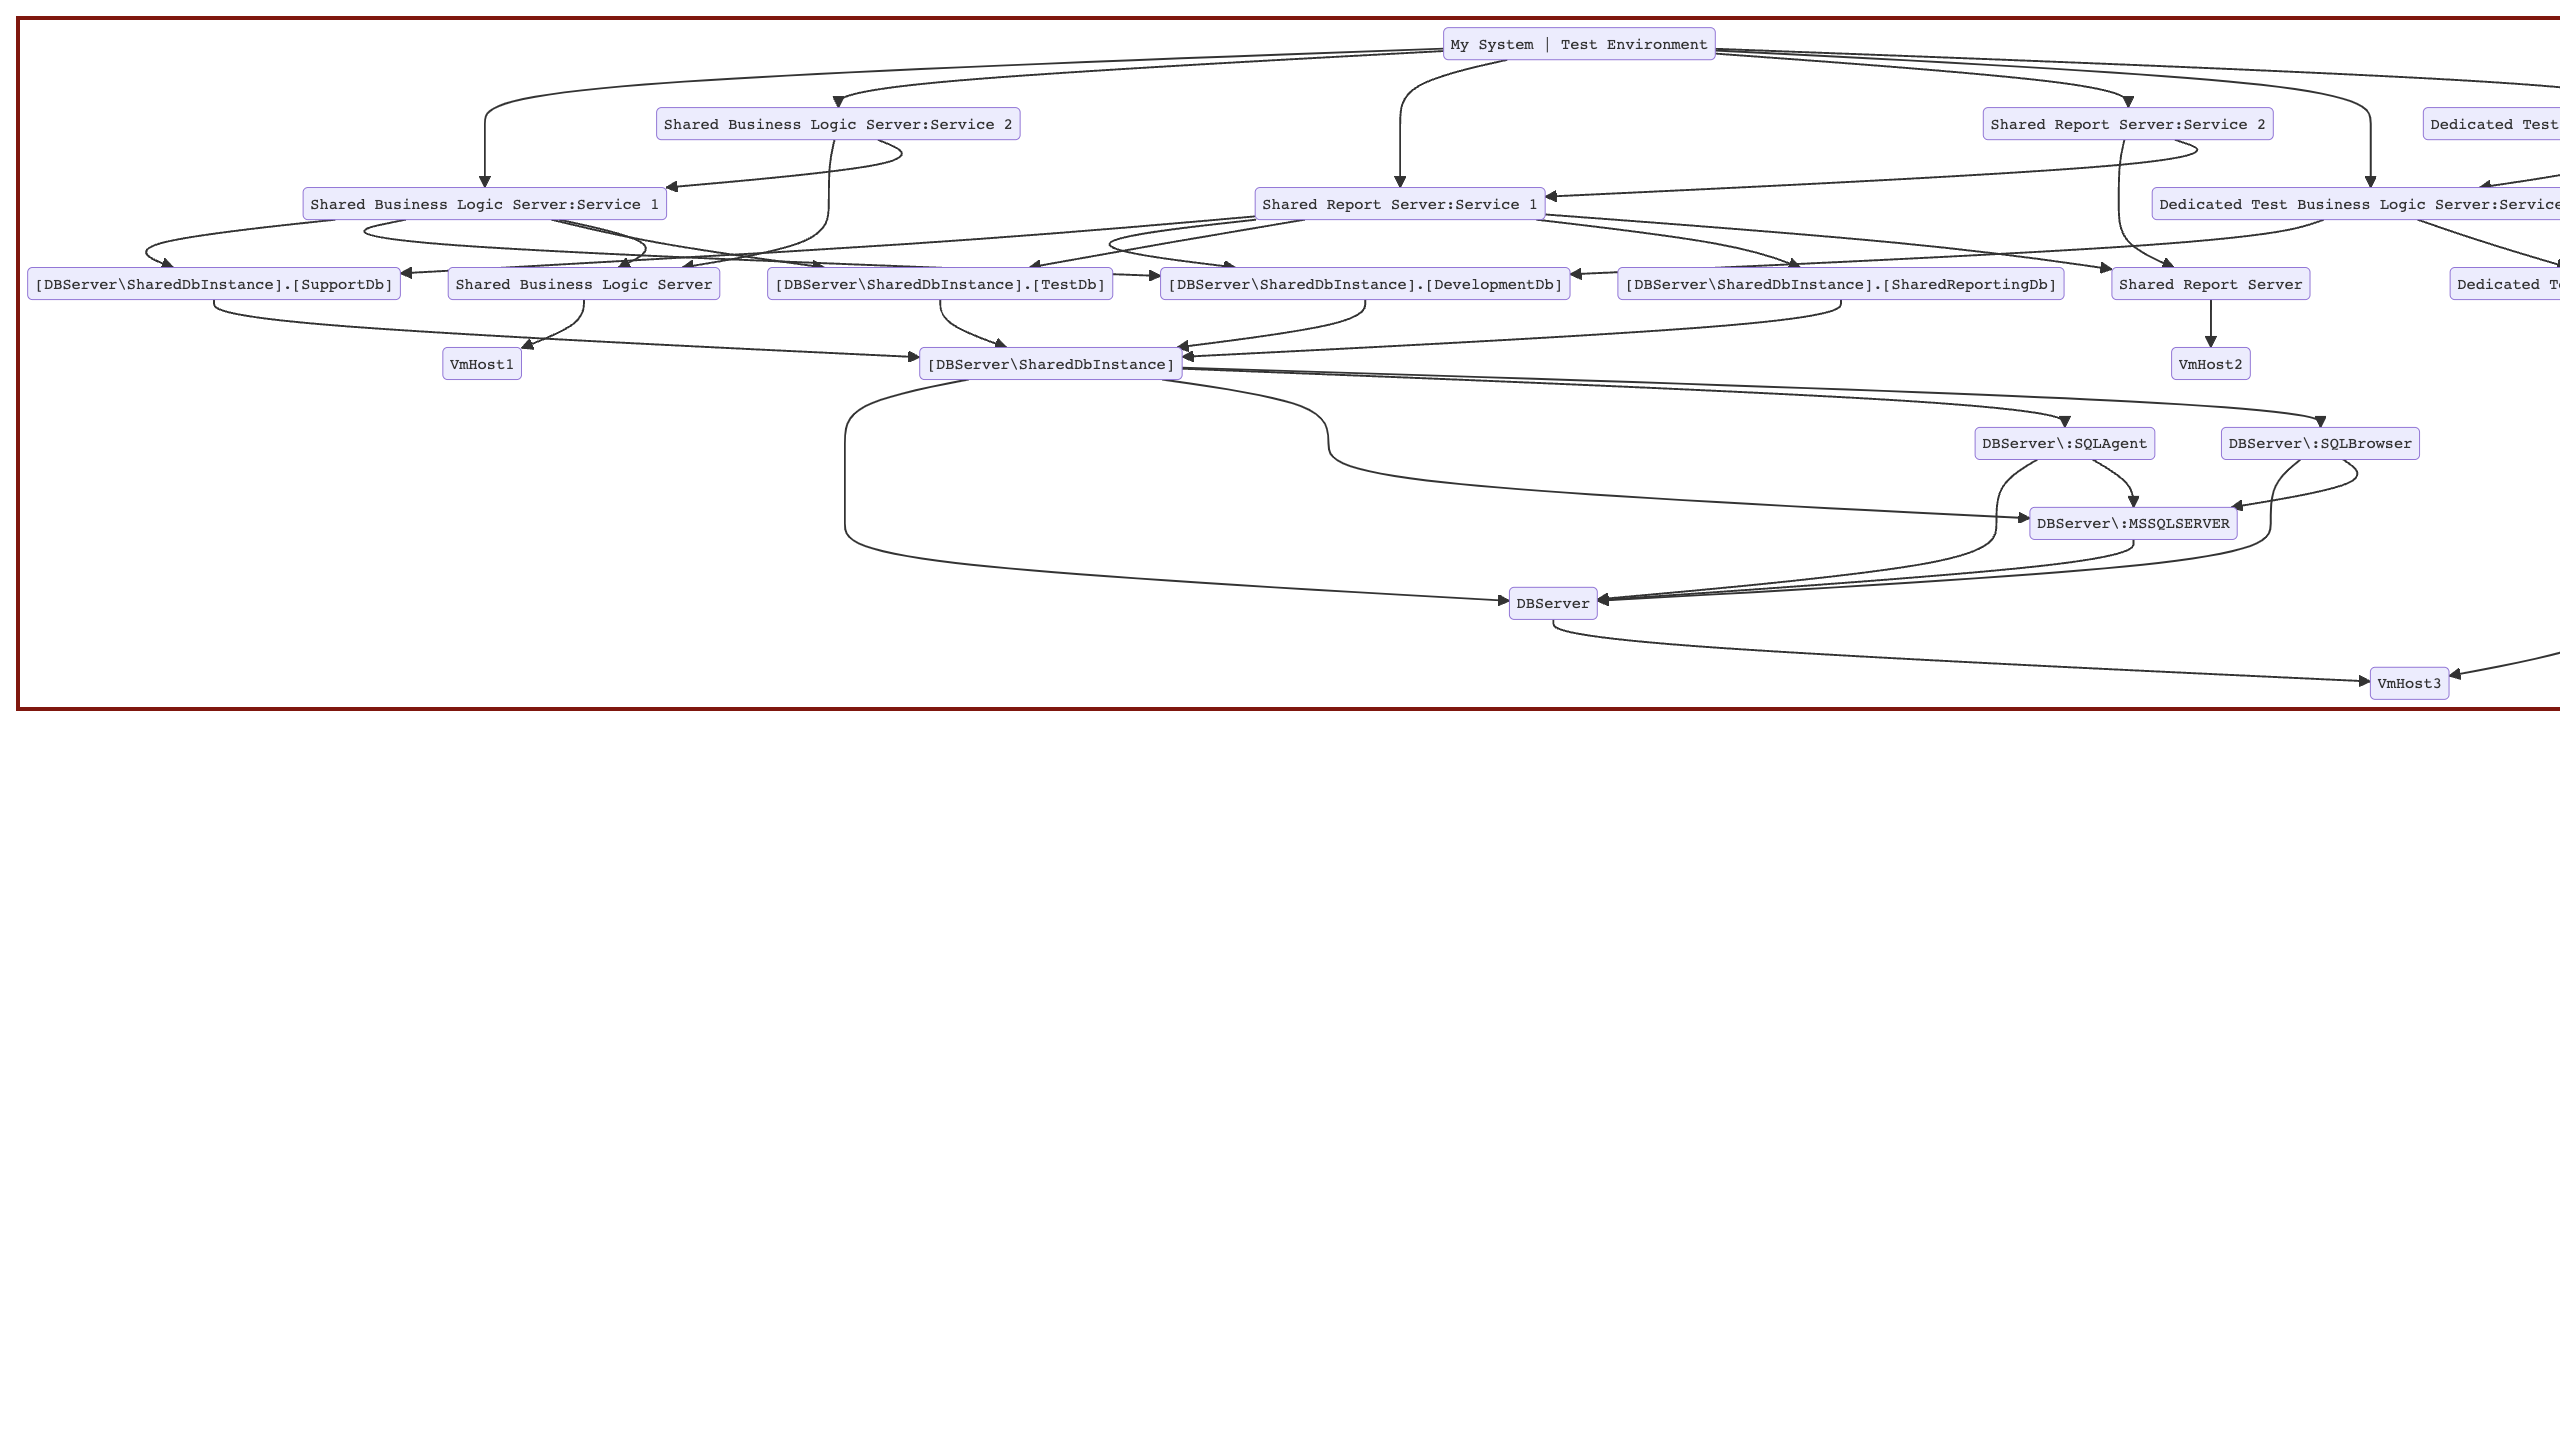 My System | Test Environment
Shared Business Logic Server:Service 2
Shared Report Server:Service 2
Dedicated Test
Shared Business Logic Server:Service 1
Shared Report Server:Service 1
Dedicated Test Business Logic Server:Service
[DBServer\SharedDbInstance].[SupportDb]
Shared Business Logic Server
[DBServer\SharedDbInstance].[TestDb]
[DBServer\SharedDbInstance].[DevelopmentDb]
[DBServer\SharedDbInstance].[SharedReportingDb]
Shared Report Server
Dedicated
VmHost1
[DBServer\SharedDbInstance]
VmHost2
DBServer\:SQLAgent
DBServer\:SQLBrowser
DBServer\:MSSQLSERVER
DBServer
VmHost3